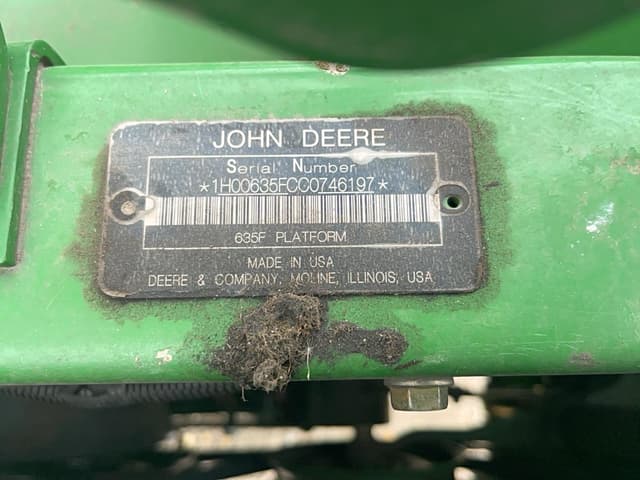 JOHN DEERE
Serial Number
*1H00635FCC0746197*
635F PLATFORM
MADE IN USA
DEERE & COMPANY, MOLINE, ILLINOIS, USA